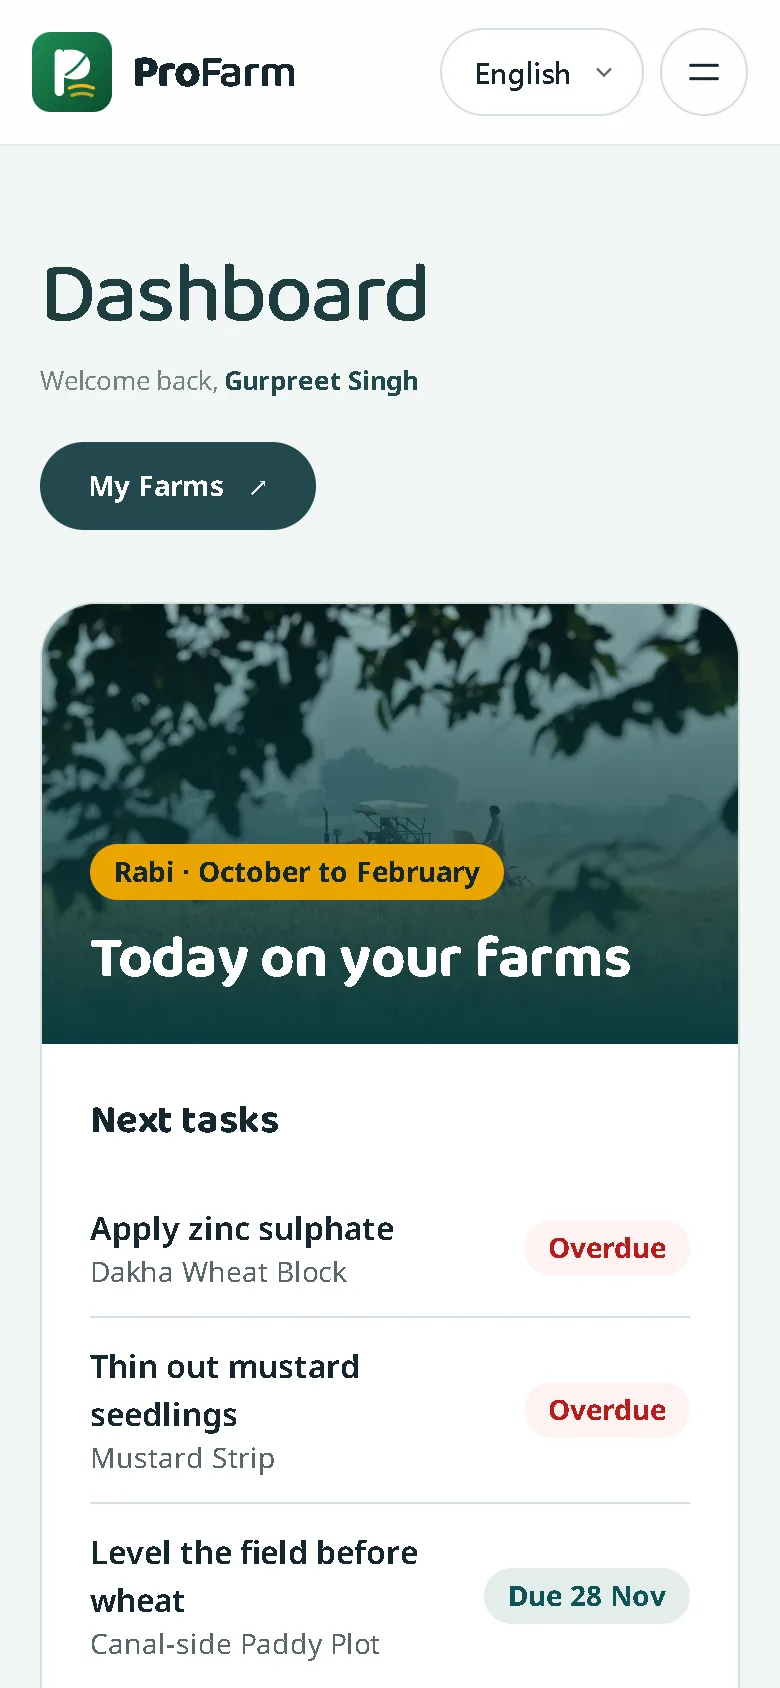 ProFarm
English
Dashboard
Welcome back, Gurpreet Singh
My Farms
Rabi · October to February
Today on your farms
Next tasks
Apply zinc sulphate
Dakha Wheat Block
Overdue
Thin out mustard
seedlings
Mustard Strip
Overdue
Level the field before
wheat
Canal-side Paddy Plot
Due 28 Nov